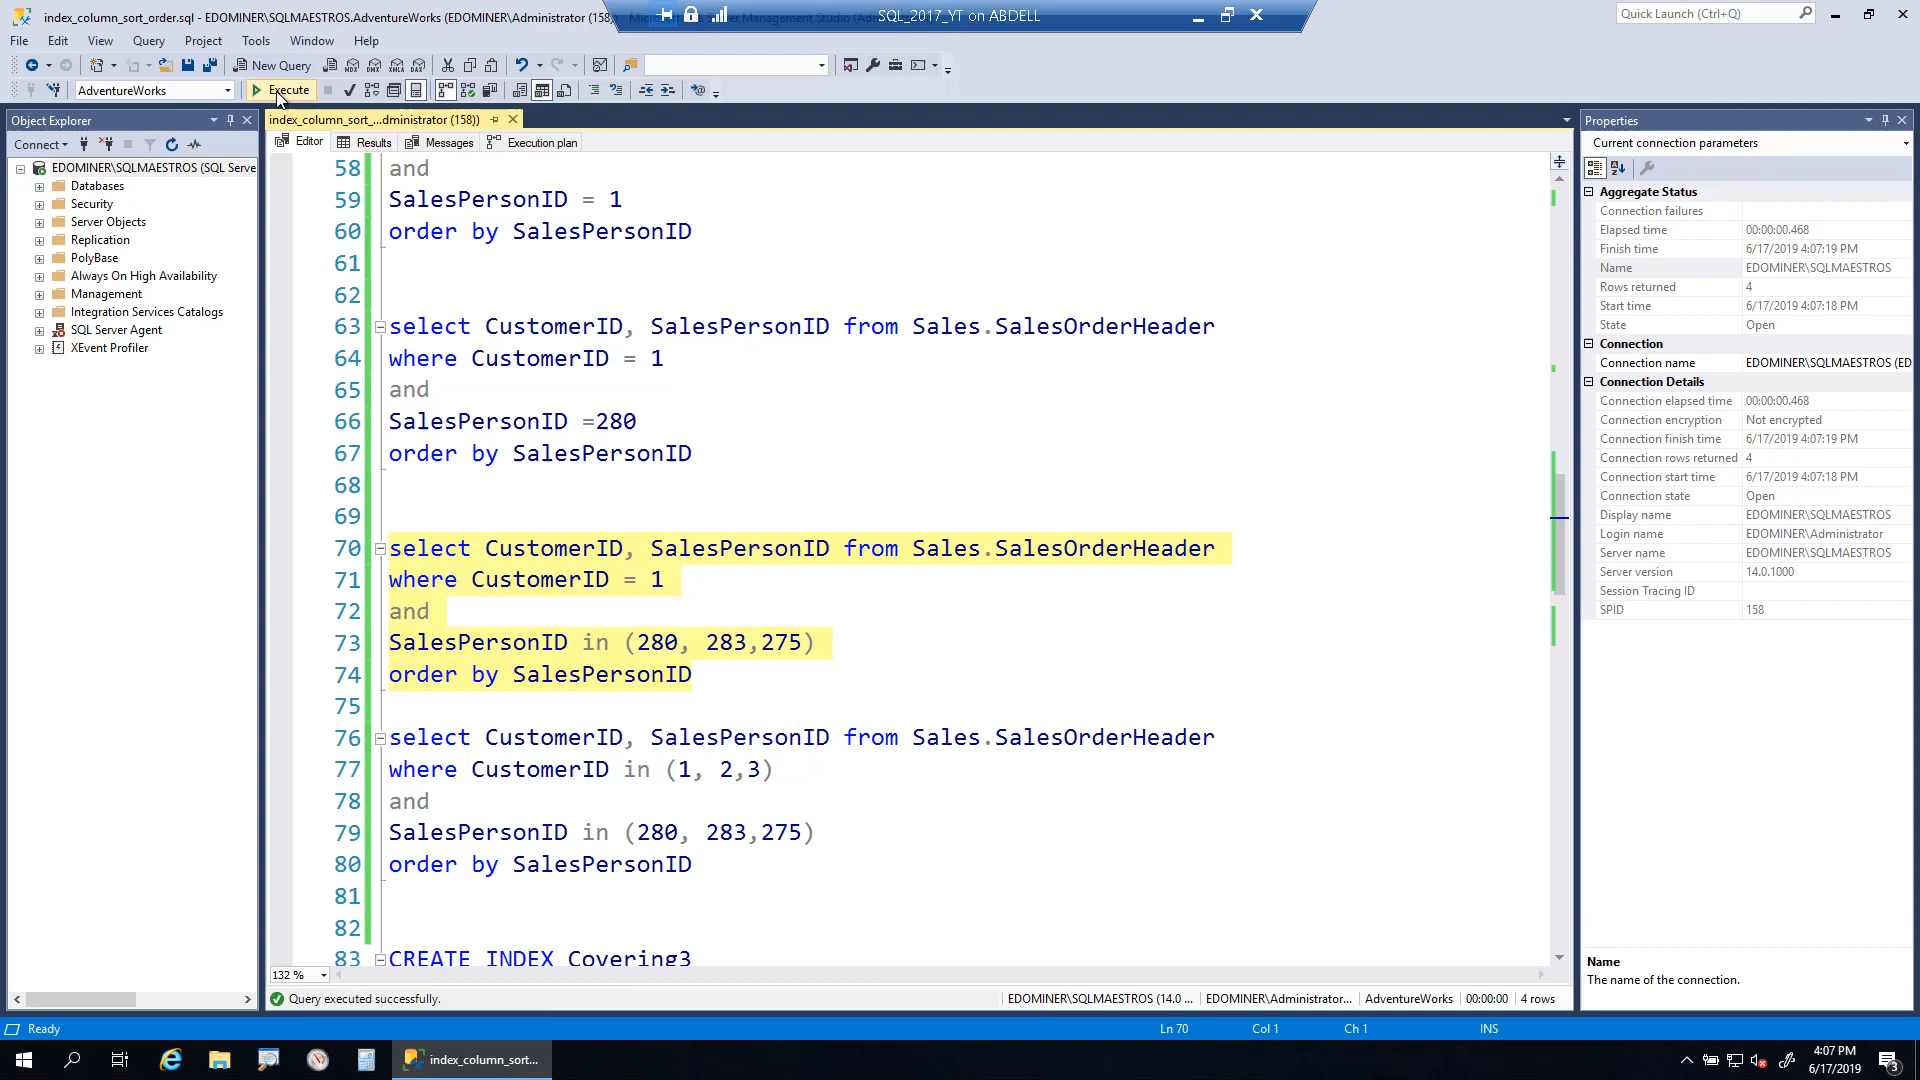 index_column_sort_order.sql - EDOMINER\SQLMAESTROS.AdventureWorks (EDOMINER\Administrator (158
SQL_2017_YT on ABDELL
Quick Launch (Ctrl+Q)
File Edit View Query Project Tools Window Help
New Query
AdventureWorks
Execute
Object Explorer
Connect
EDOMINER\SQLMAESTROS (SQL Serve
Databases
Security
Server Objects
Replication
PolyBase
Always On High Availability
Management
Integration Services Catalogs
SQL Server Agent
XEvent Profiler
index_column_sort_...dministrator (158))
Editor Results Messages Execution plan
58 and
59 SalesPersonID = 1
60 order by SalesPersonID
61
62
63 select CustomerID, SalesPersonID from Sales.SalesOrderHeader
64 where CustomerID = 1
65 and
66 SalesPersonID =280
67 order by SalesPersonID
68
69
70 select CustomerID, SalesPersonID from Sales.SalesOrderHeader
71 where CustomerID = 1
72 and
73 SalesPersonID in (280, 283,275)
74 order by SalesPersonID
75
76 select CustomerID, SalesPersonID from Sales.SalesOrderHeader
77 where CustomerID in (1, 2,3)
78 and
79 SalesPersonID in (280, 283,275)
80 order by SalesPersonID
81
82
83 CREATE INDEX Covering3
132 %
Query executed successfully.
EDOMINER\SQLMAESTROS (14.0 ... EDOMINER\Administrator... AdventureWorks 00:00:00 4 rows
Properties
Current connection parameters
Aggregate Status
Connection failures
Elapsed time 00:00:00.468
Finish time 6/17/2019 4:07:19 PM
Name EDOMINER\SQLMAESTROS
Rows returned 4
Start time 6/17/2019 4:07:18 PM
State Open
Connection
Connection name EDOMINER\SQLMAESTROS (ED
Connection Details
Connection elapsed time 00:00:00.468
Connection encryption Not encrypted
Connection finish time 6/17/2019 4:07:19 PM
Connection rows returned 4
Connection start time 6/17/2019 4:07:18 PM
Connection state Open
Display name EDOMINER\SQLMAESTROS
Login name EDOMINER\Administrator
Server name EDOMINER\SQLMAESTROS
Server version 14.0.1000
Session Tracing ID
SPID 158
Name
The name of the connection.
Ready
Ln 70 Col 1 Ch 1 INS
index_column_sort...
4:07 PM
6/17/2019
3